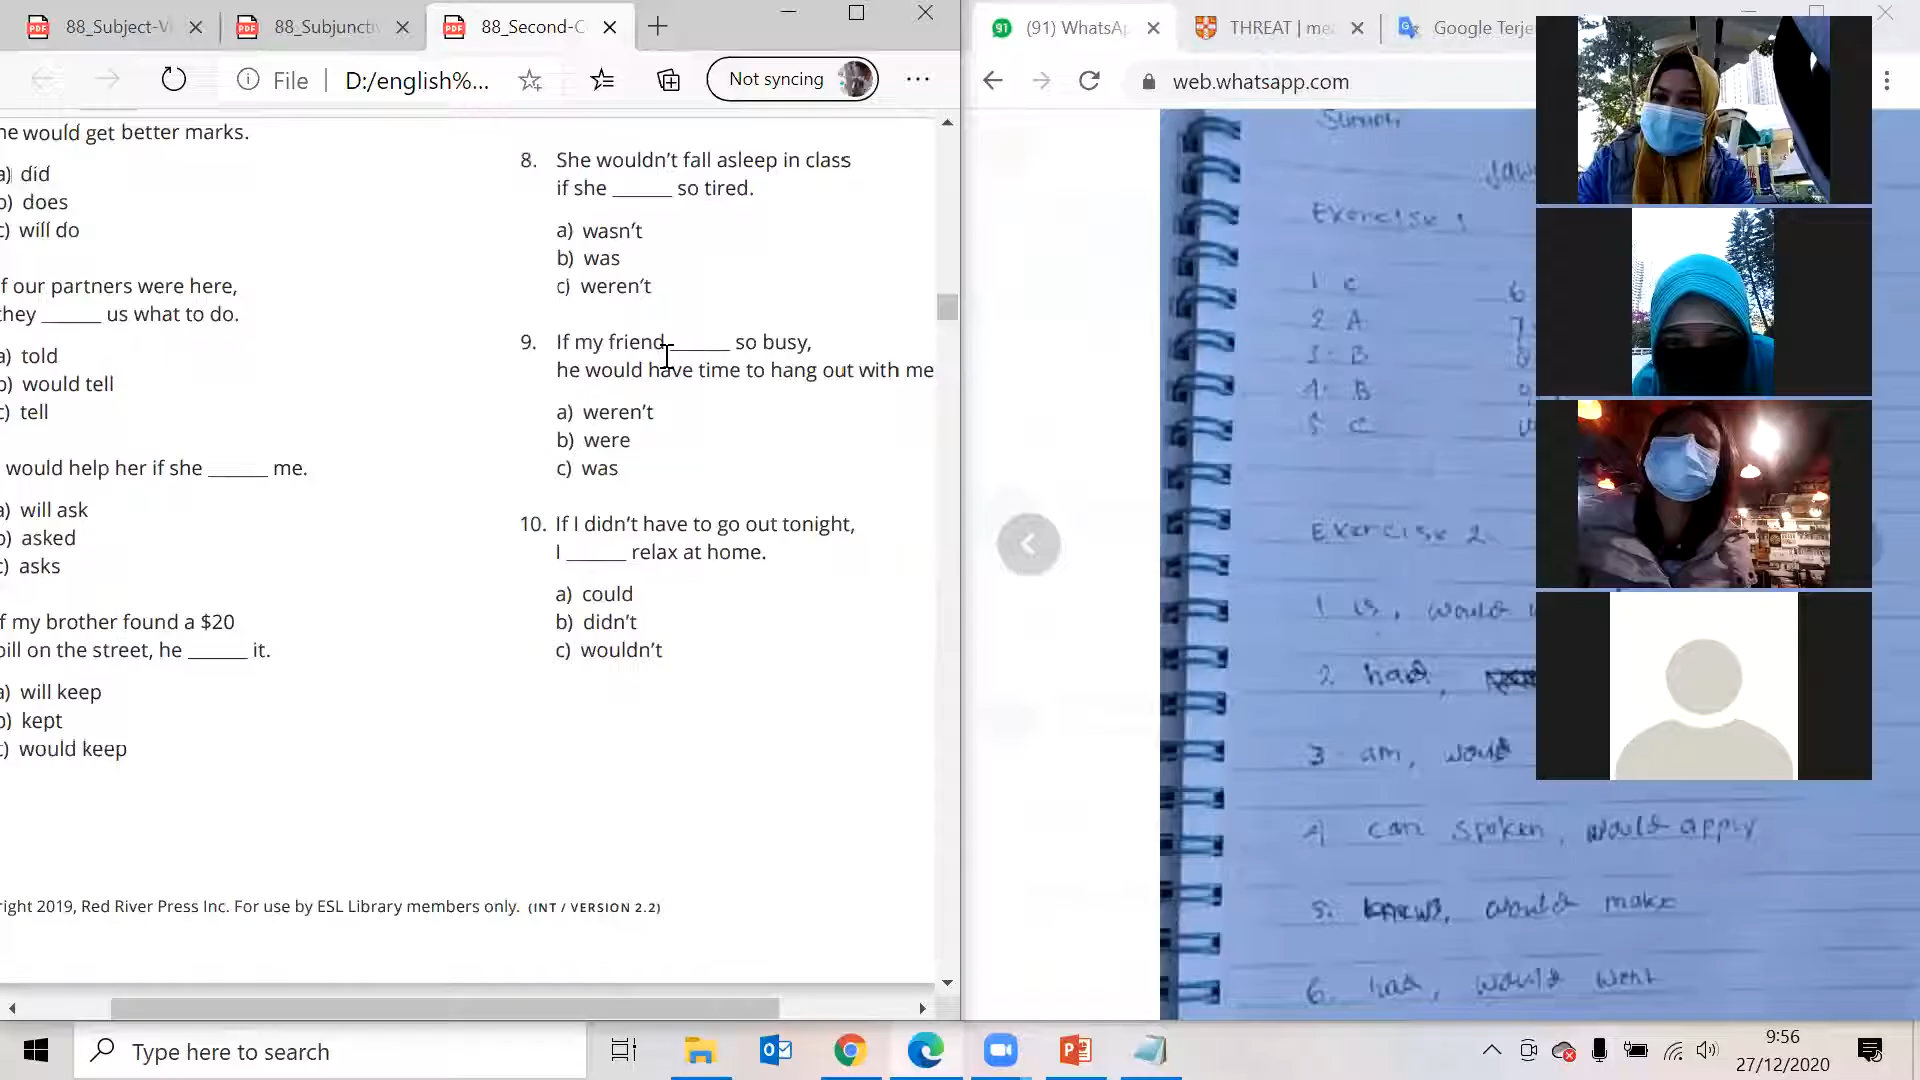 88_Subject-V
88_Subjuncti
88_Second-C
File
D:/english%...
Not syncing
he would get better marks.
a) did
b) does
c) will do
f our partners were here,
they ______ us what to do.
a) told
b) would tell
c) tell
would help her if she ______ me.
a) will ask
b) asked
c) asks
f my brother found a $20
bill on the street, he ______ it.
a) will keep
b) kept
c) would keep
8. She wouldn't fall asleep in class
if she ______ so tired.
a) wasn't
b) was
c) weren't
9. If my friend ______ so busy,
he would have time to hang out with me
a) weren't
b) were
c) was
10. If I didn't have to go out tonight,
I ______ relax at home.
a) could
b) didn't
c) wouldn't
right 2019, Red River Press Inc. For use by ESL Library members only. (INT / VERSION 2.2)
91
(91) WhatsAp
THREAT | me
Google Terje
web.whatsapp.com
Exercise 1
1 C
2 A
3. B
4. B
5 C
6
7.
Exercise 2.
1 is, would
2. had,
3. am, would
4 can spoken, would apply
5. would make
6. had, would went
Type here to search
9:56
27/12/2020